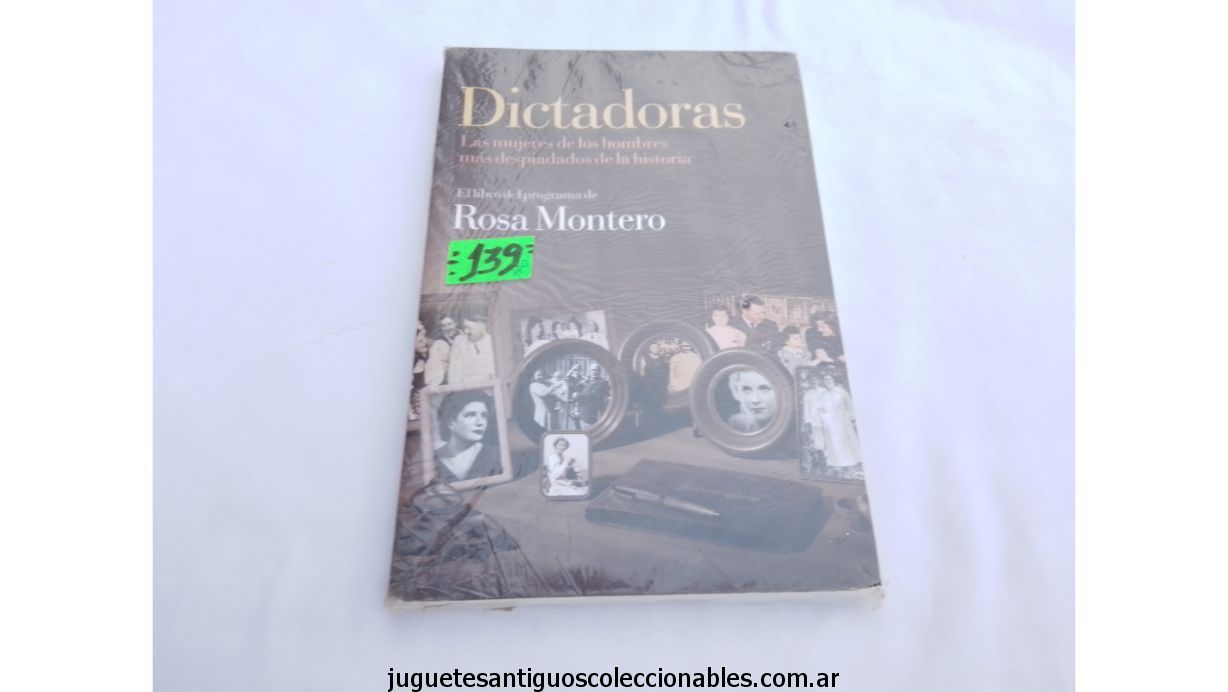 Dictadoras
Las mujeres de los hombres
más despiadados de la historia
El libro del programa de
Rosa Montero
139
juguetesantiguoscoleccionables.com.ar